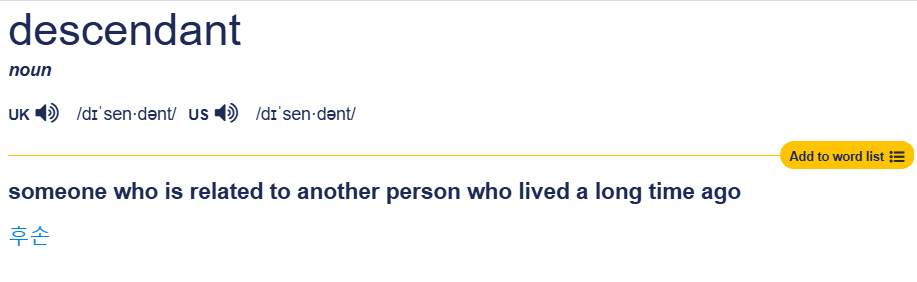 descendant
noun
UK /dɪˈsen·dənt/ US /dɪˈsen·dənt/
Add to word list
someone who is related to another person who lived a long time ago
후손